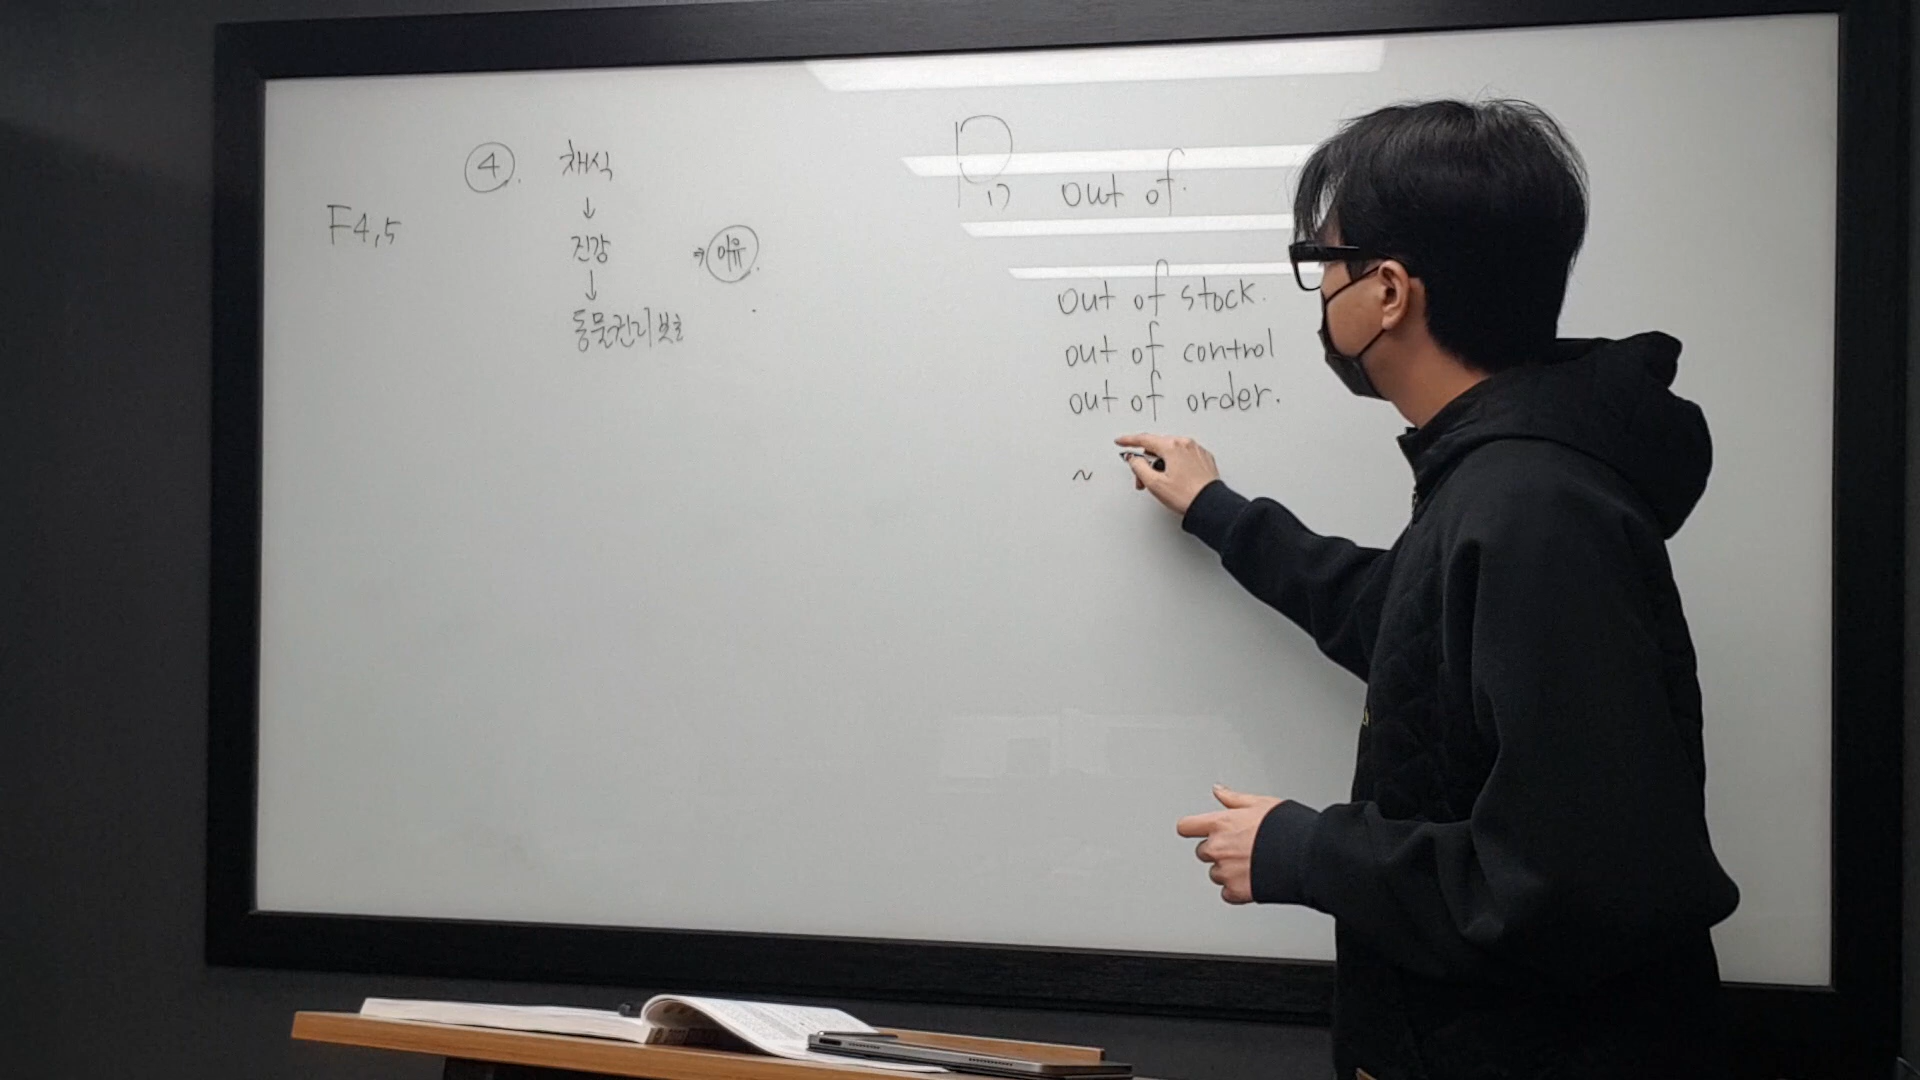 F4,5
④. 채식
↓
건강
↓
동물권리보호
⇒ 이유.
P 17 out of.
out of stock.
out of control
out of order.
~